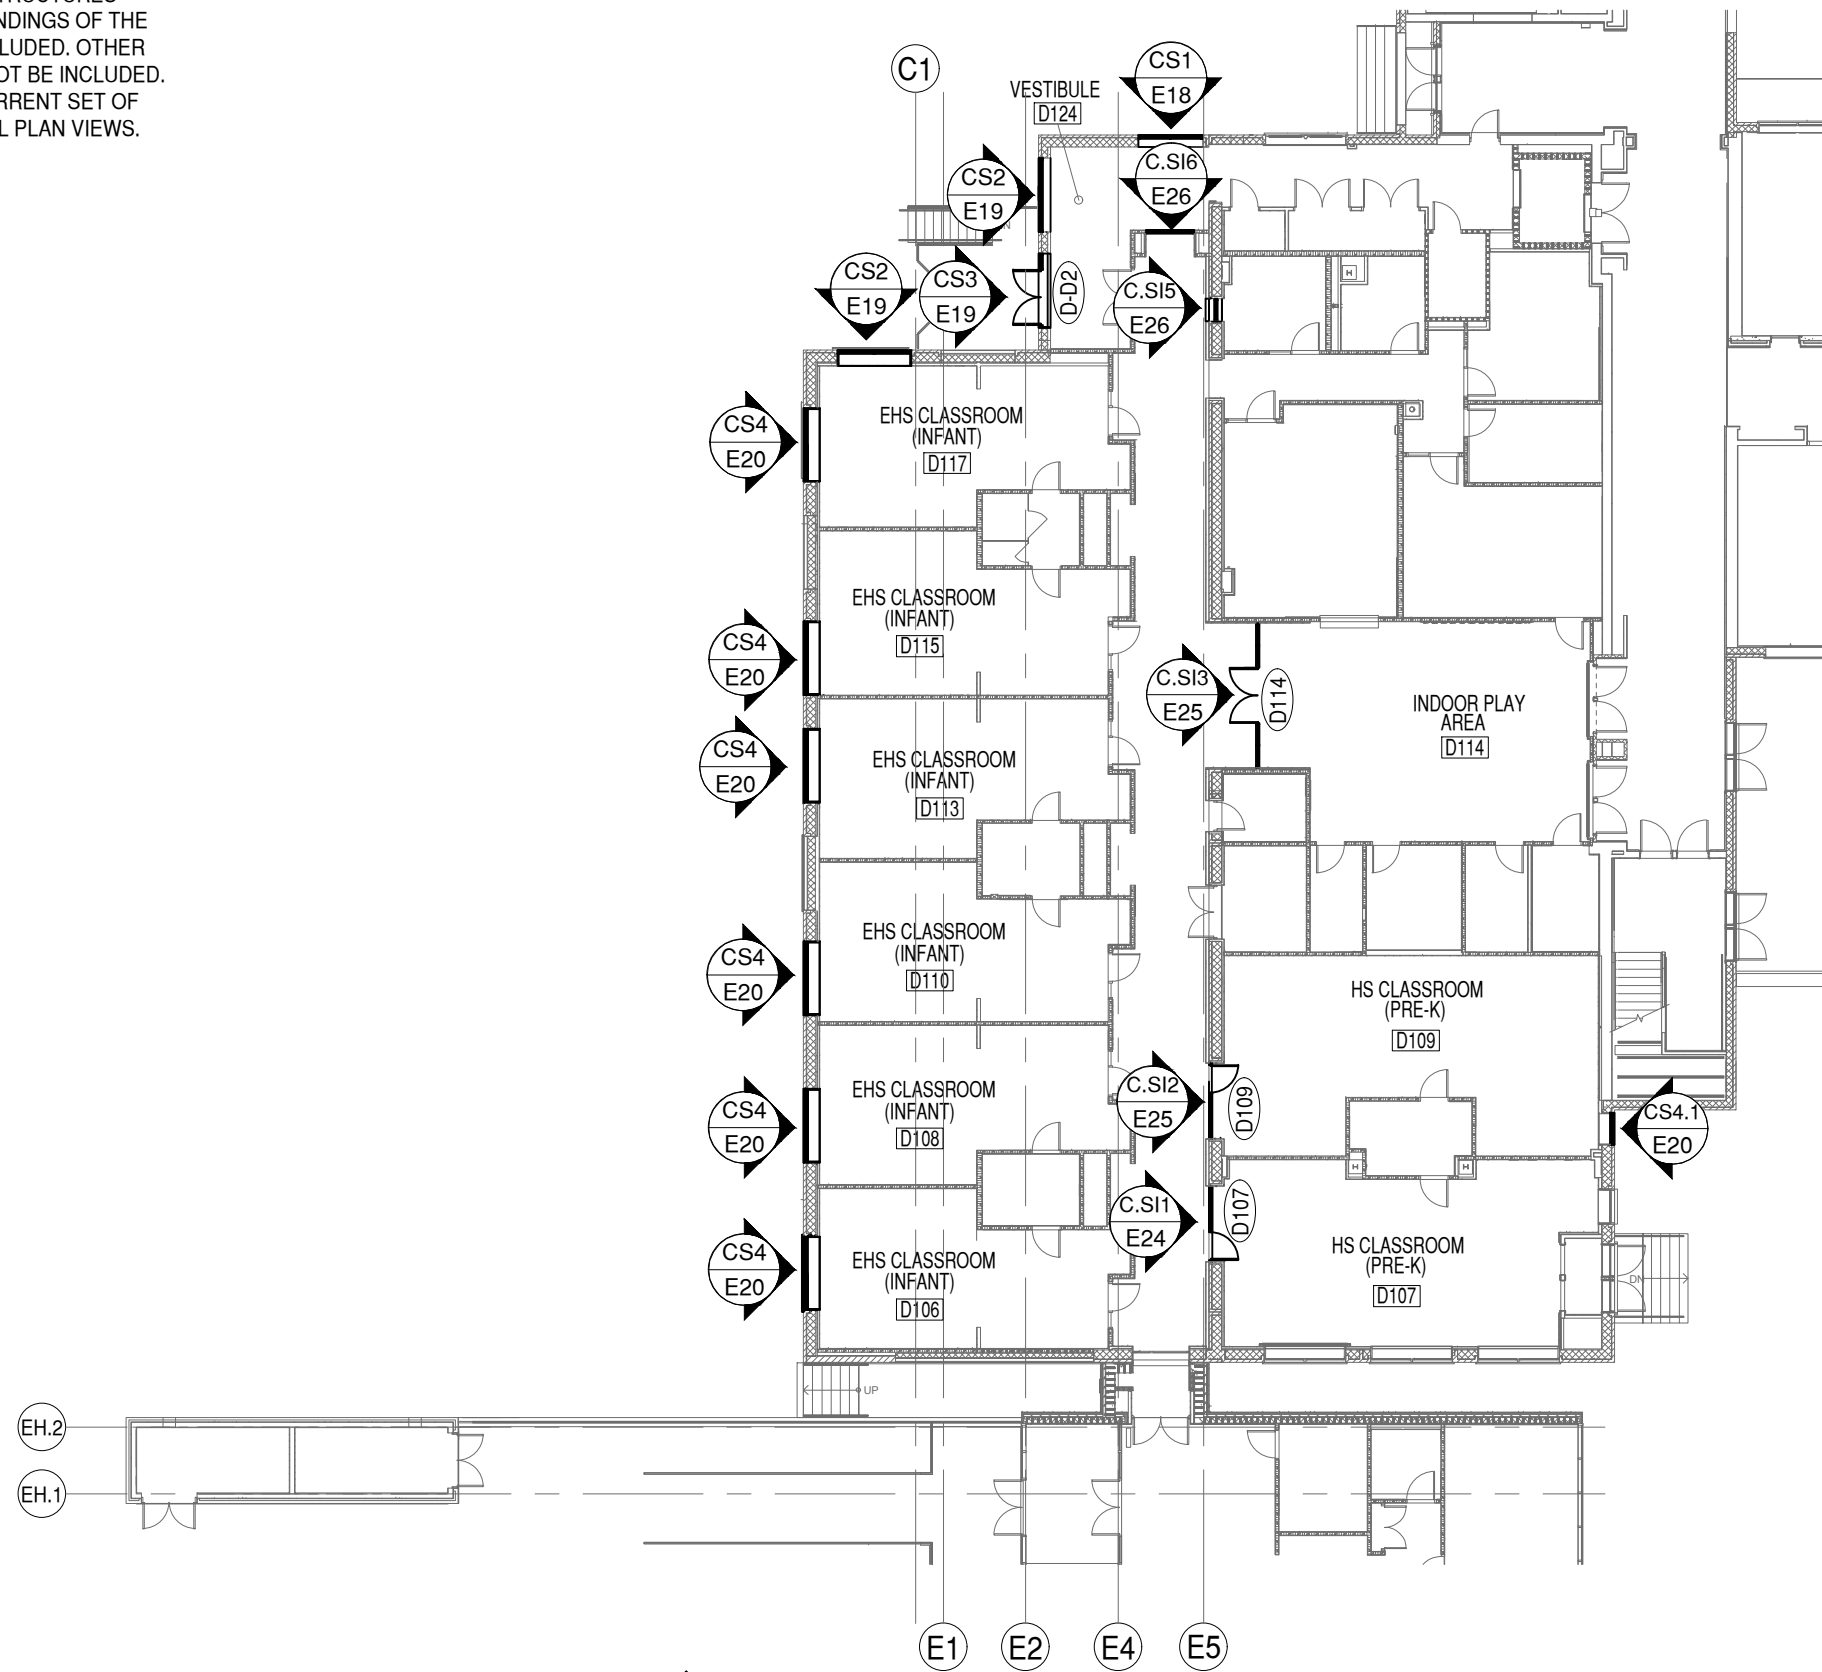 NDINGS OF THE
LUDED. OTHER
OT BE INCLUDED.
RRENT SET OF
L PLAN VIEWS.
C1
VESTIBULE
D124
CS1
E18
C.SI6
E26
CS2
E19
CS2
E19
CS3
E19
D-D2
C.SI5
E26
H
CS4
E20
EHS CLASSROOM
(INFANT)
D117
CS4
E20
EHS CLASSROOM
(INFANT)
D115
C.SI3
E25
D114
INDOOR PLAY
AREA
D114
CS4
E20
EHS CLASSROOM
(INFANT)
D113
CS4
E20
EHS CLASSROOM
(INFANT)
D110
HS CLASSROOM
(PRE-K)
D109
CS4
E20
EHS CLASSROOM
(INFANT)
D108
C.SI2
E25
D109
CS4.1
E20
H
H
C.SI1
E24
D107
CS4
E20
EHS CLASSROOM
(INFANT)
D106
HS CLASSROOM
(PRE-K)
D107
DN
UP
EH.2
EH.1
E1
E2
E4
E5